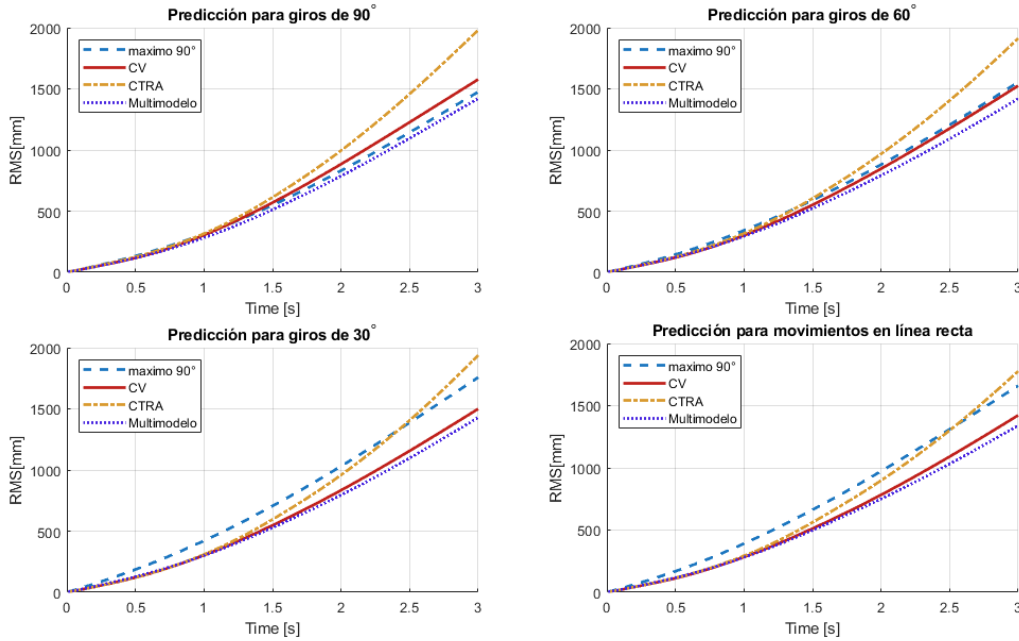 Predicción para giros de 90°
maximo 90°
CV
CTRA
Multimodelo
RMS[mm]
2000
1500
1000
500
0
0 0.5 1 1.5 2 2.5 3
Time [s]
Predicción para giros de 60°
maximo 90°
CV
CTRA
Multimodelo
RMS[mm]
2000
1500
1000
500
0
0 0.5 1 1.5 2 2.5 3
Time [s]
Predicción para giros de 30°
maximo 90°
CV
CTRA
Multimodelo
RMS[mm]
2000
1500
1000
500
0
0 0.5 1 1.5 2 2.5 3
Time [s]
Predicción para movimientos en línea recta
maximo 90°
CV
CTRA
Multimodelo
RMS[mm]
2000
1500
1000
500
0
0 0.5 1 1.5 2 2.5 3
Time [s]